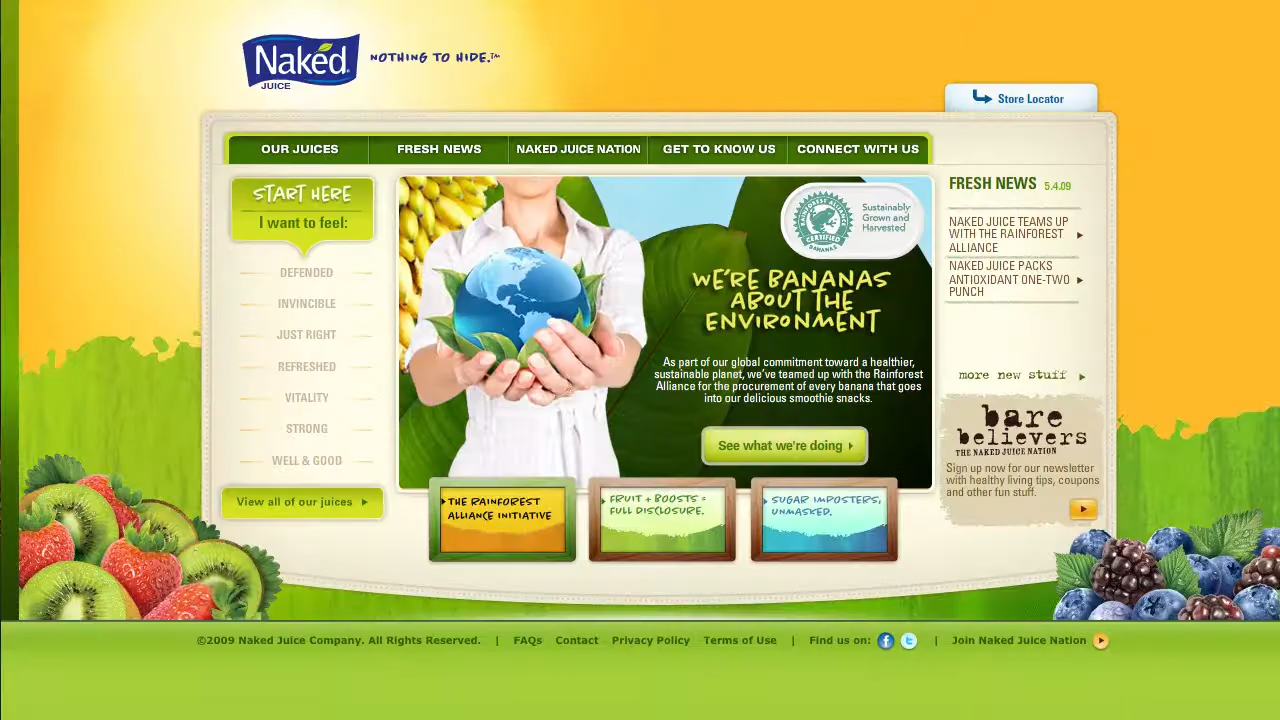 Naked®
JUICE
NOTHING TO HIDE.™
Store Locator
OUR JUICES
FRESH NEWS
NAKED JUICE NATION
GET TO KNOW US
CONNECT WITH US
START HERE
I want to feel:
DEFENDED
INVINCIBLE
JUST RIGHT
REFRESHED
VITALITY
STRONG
WELL & GOOD
View all of our juices
RAINFOREST ALLIANCE
CERTIFIED
BANANAS
Sustainably
Grown and
Harvested
WE'RE BANANAS
ABOUT THE
ENVIRONMENT
As part of our global commitment toward a healthier,
sustainable planet, we've teamed up with the Rainforest
Alliance for the procurement of every banana that goes
into our delicious smoothie snacks.
See what we're doing
THE RAINFOREST
ALLIANCE INITIATIVE
FRUIT + BOOSTS =
FULL DISCLOSURE.
SUGAR IMPOSTERS,
UNMASKED.
FRESH NEWS 5.4.09
NAKED JUICE TEAMS UP
WITH THE RAINFOREST
ALLIANCE
NAKED JUICE PACKS
ANTIOXIDANT ONE-TWO
PUNCH
more new stuff
bare
believers
THE NAKED JUICE NATION
Sign up now for our newsletter
with healthy living tips, coupons
and other fun stuff.
©2009 Naked Juice Company. All Rights Reserved. | FAQs Contact Privacy Policy Terms of Use | Find us on: f t | Join Naked Juice Nation